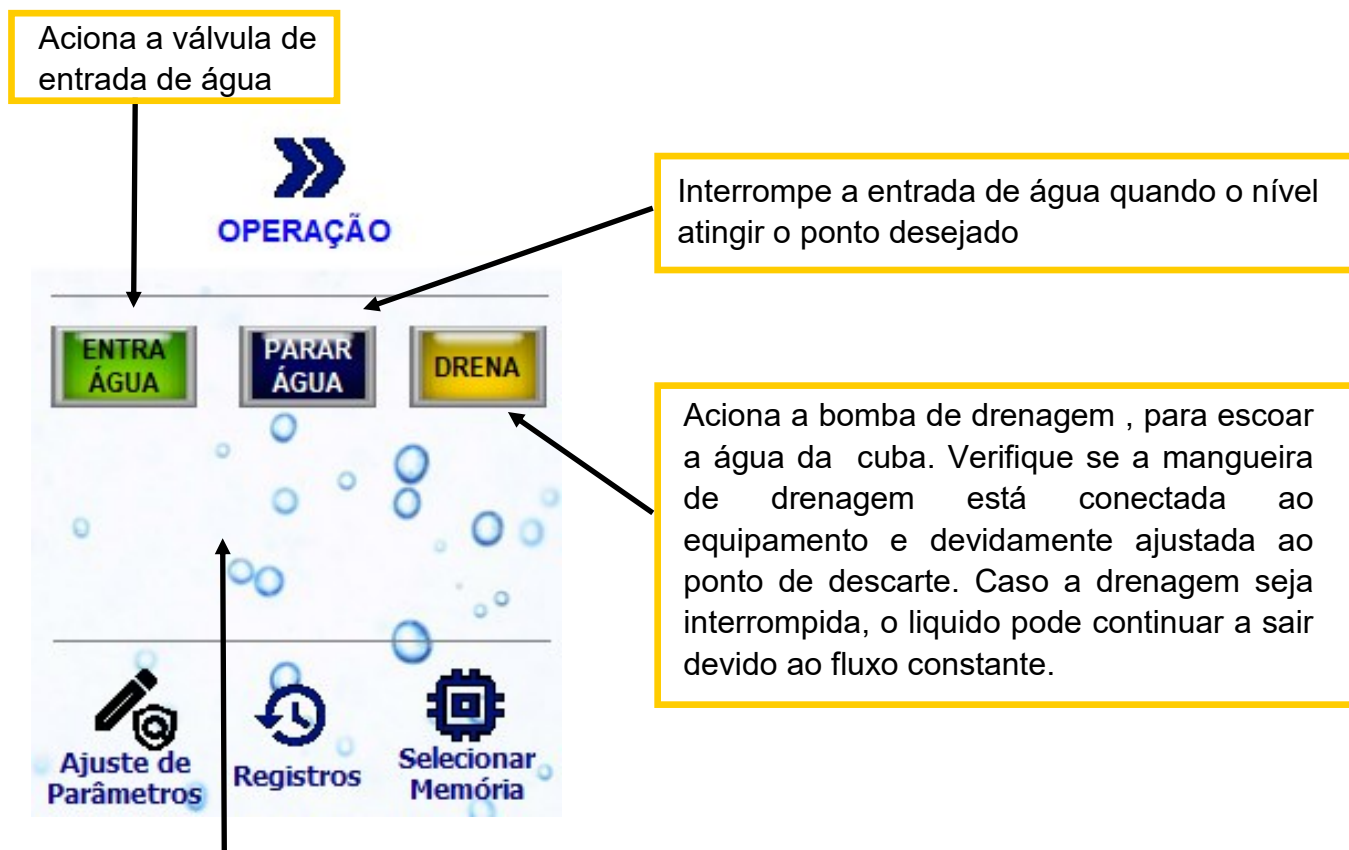 Aciona a válvula de
entrada de água
OPERAÇÃO
Interrompe a entrada de água quando o nível
atingir o ponto desejado
ENTRA
ÁGUA
PARAR
ÁGUA
DRENA
Aciona a bomba de drenagem , para escoar
a água da cuba. Verifique se a mangueira
de drenagem está conectada ao
equipamento e devidamente ajustada ao
ponto de descarte. Caso a drenagem seja
interrompida, o liquido pode continuar a sair
devido ao fluxo constante.
Ajuste de
Parâmetros
Registros
Selecionar
Memória